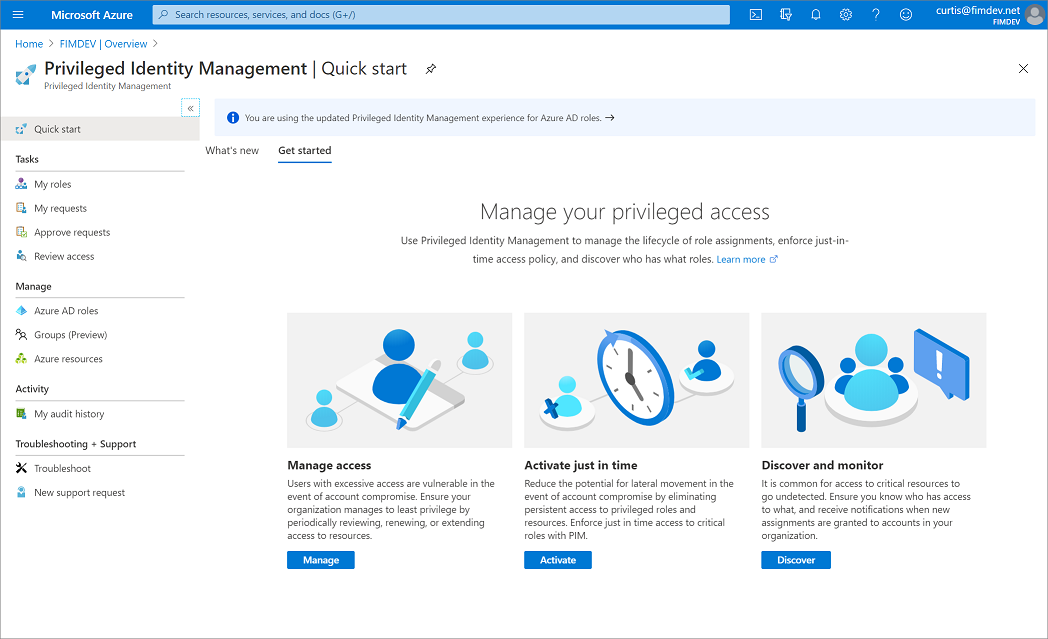 Microsoft Azure
Search resources, services, and docs (G+/)
curtis@fimdev.net
FIMDEV
Home > FIMDEV | Overview >
Privileged Identity Management | Quick start
Privileged Identity Management
«
Quick start
Tasks
My roles
My requests
Approve requests
Review access
Manage
Azure AD roles
Groups (Preview)
Azure resources
Activity
My audit history
Troubleshooting + Support
Troubleshoot
New support request
You are using the updated Privileged Identity Management experience for Azure AD roles. →
What's new
Get started
Manage your privileged access
Use Privileged Identity Management to manage the lifecycle of role assignments, enforce just-in-
time access policy, and discover who has what roles. Learn more
Manage access
Users with excessive access are vulnerable in the
event of account compromise. Ensure your
organization manages to least privilege by
periodically reviewing, renewing, or extending
access to resources.
Manage
Activate just in time
Reduce the potential for lateral movement in the
event of account compromise by eliminating
persistent access to privileged roles and
resources. Enforce just in time access to critical
roles with PIM.
Activate
Discover and monitor
It is common for access to critical resources to
go undetected. Ensure you know who has access
to what, and receive notifications when new
assignments are granted to accounts in your
organization.
Discover